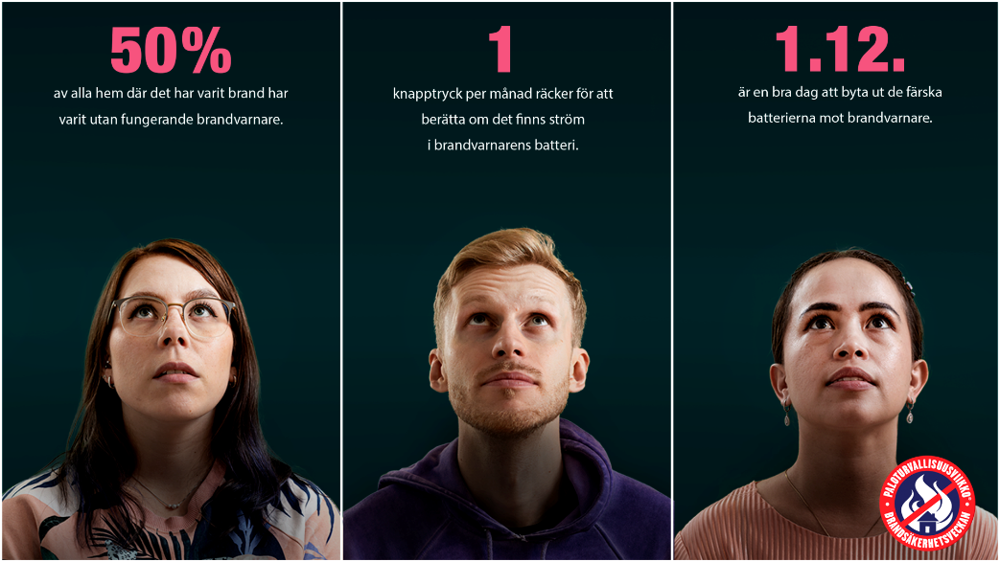 50%
av alla hem där det har varit brand har
varit utan fungerande brandvarnare.
1
knapptryck per månad räcker för att
berätta om det finns ström
i brandvarnarens batteri.
1.12.
är en bra dag att byta ut de färska
batterierna mot brandvarnare.
PALOTURVALLISUUSVIIKKO®
BRANDSÄKERHETSVECKAN